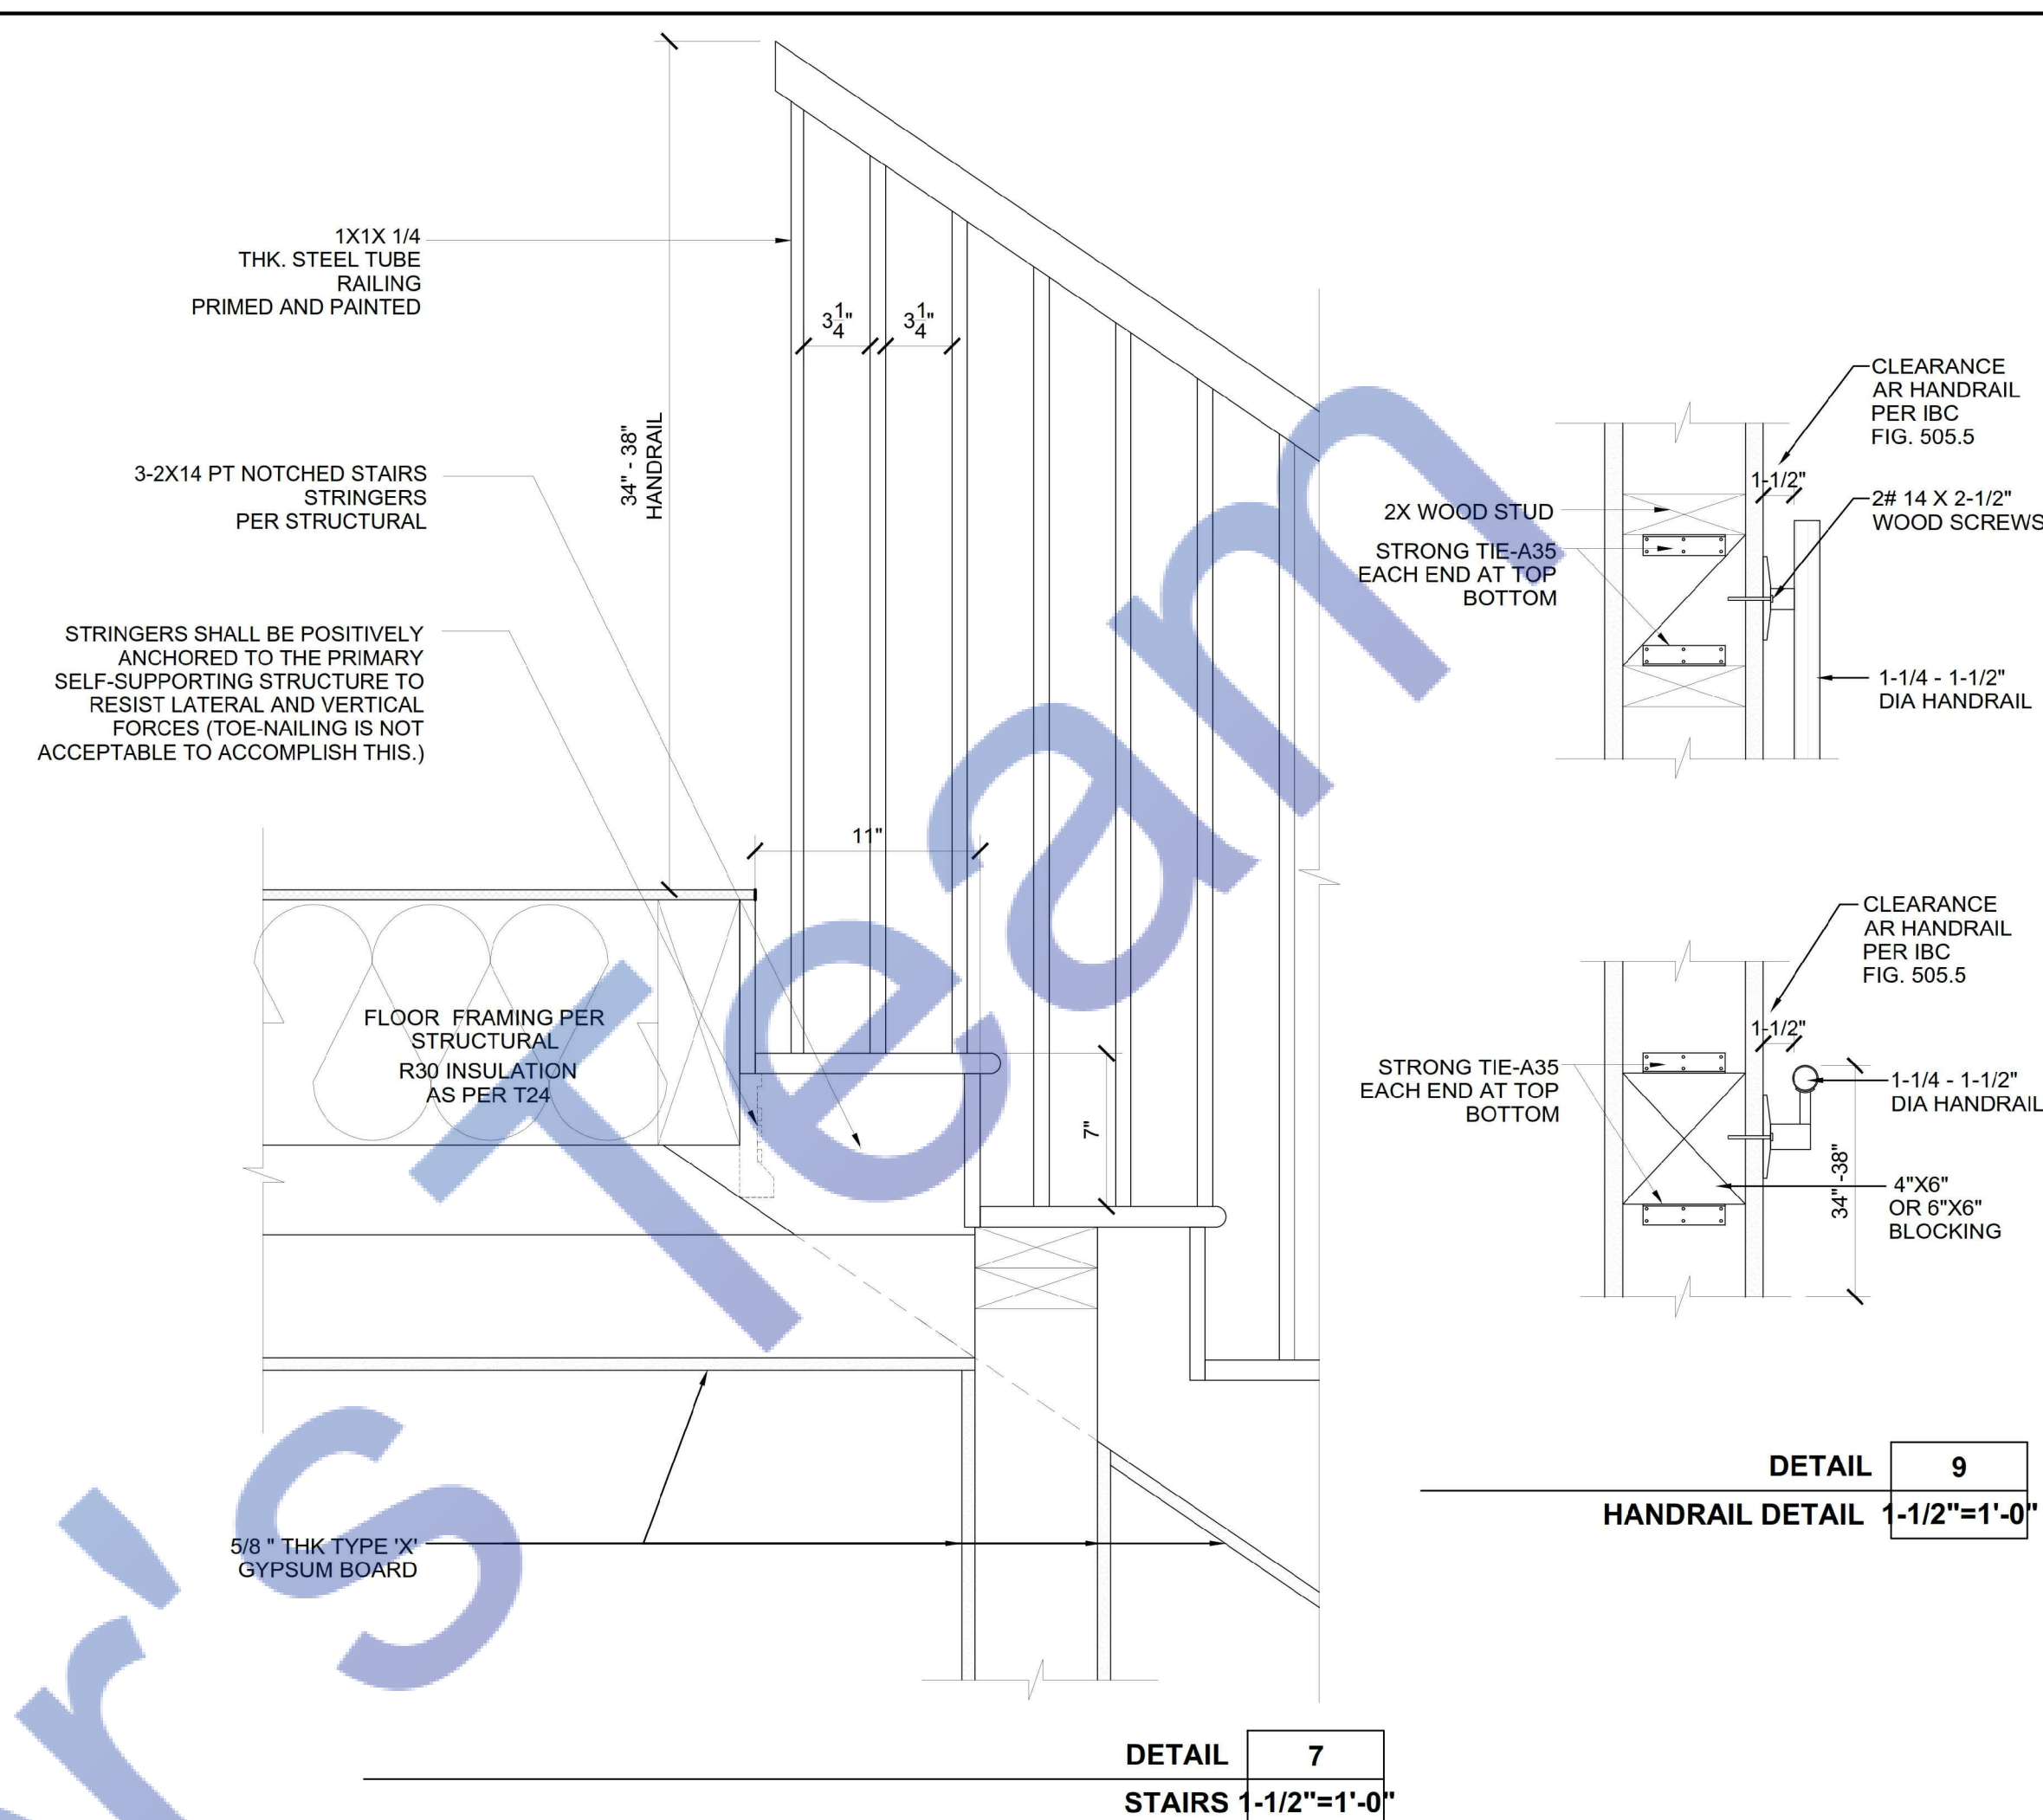 1X1X 1/4
THK. STEEL TUBE
RAILING
PRIMED AND PAINTED
3-2X14 PT NOTCHED STAIRS
STRINGERS
PER STRUCTURAL
STRINGERS SHALL BE POSITIVELY
ANCHORED TO THE PRIMARY
SELF-SUPPORTING STRUCTURE TO
RESIST LATERAL AND VERTICAL
FORCES (TOE-NAILING IS NOT
ACCEPTABLE TO ACCOMPLISH THIS.)
34" - 38"
HANDRAIL
3 1/4"
3 1/4"
11"
7"
FLOOR FRAMING PER
STRUCTURAL
R30 INSULATION
AS PER T24
5/8 " THK TYPE 'X'
GYPSUM BOARD
DETAIL 7
STAIRS 1-1/2"=1'-0"
CLEARANCE
AR HANDRAIL
PER IBC
FIG. 505.5
1-1/2"
2# 14 X 2-1/2"
WOOD SCREWS
2X WOOD STUD
STRONG TIE-A35
EACH END AT TOP
BOTTOM
1-1/4 - 1-1/2"
DIA HANDRAIL
CLEARANCE
AR HANDRAIL
PER IBC
FIG. 505.5
1-1/2"
STRONG TIE-A35
EACH END AT TOP
BOTTOM
1-1/4 - 1-1/2"
DIA HANDRAIL
34" -38"
4"X6"
OR 6"X6"
BLOCKING
DETAIL 9
HANDRAIL DETAIL 1-1/2"=1'-0"
r's Team